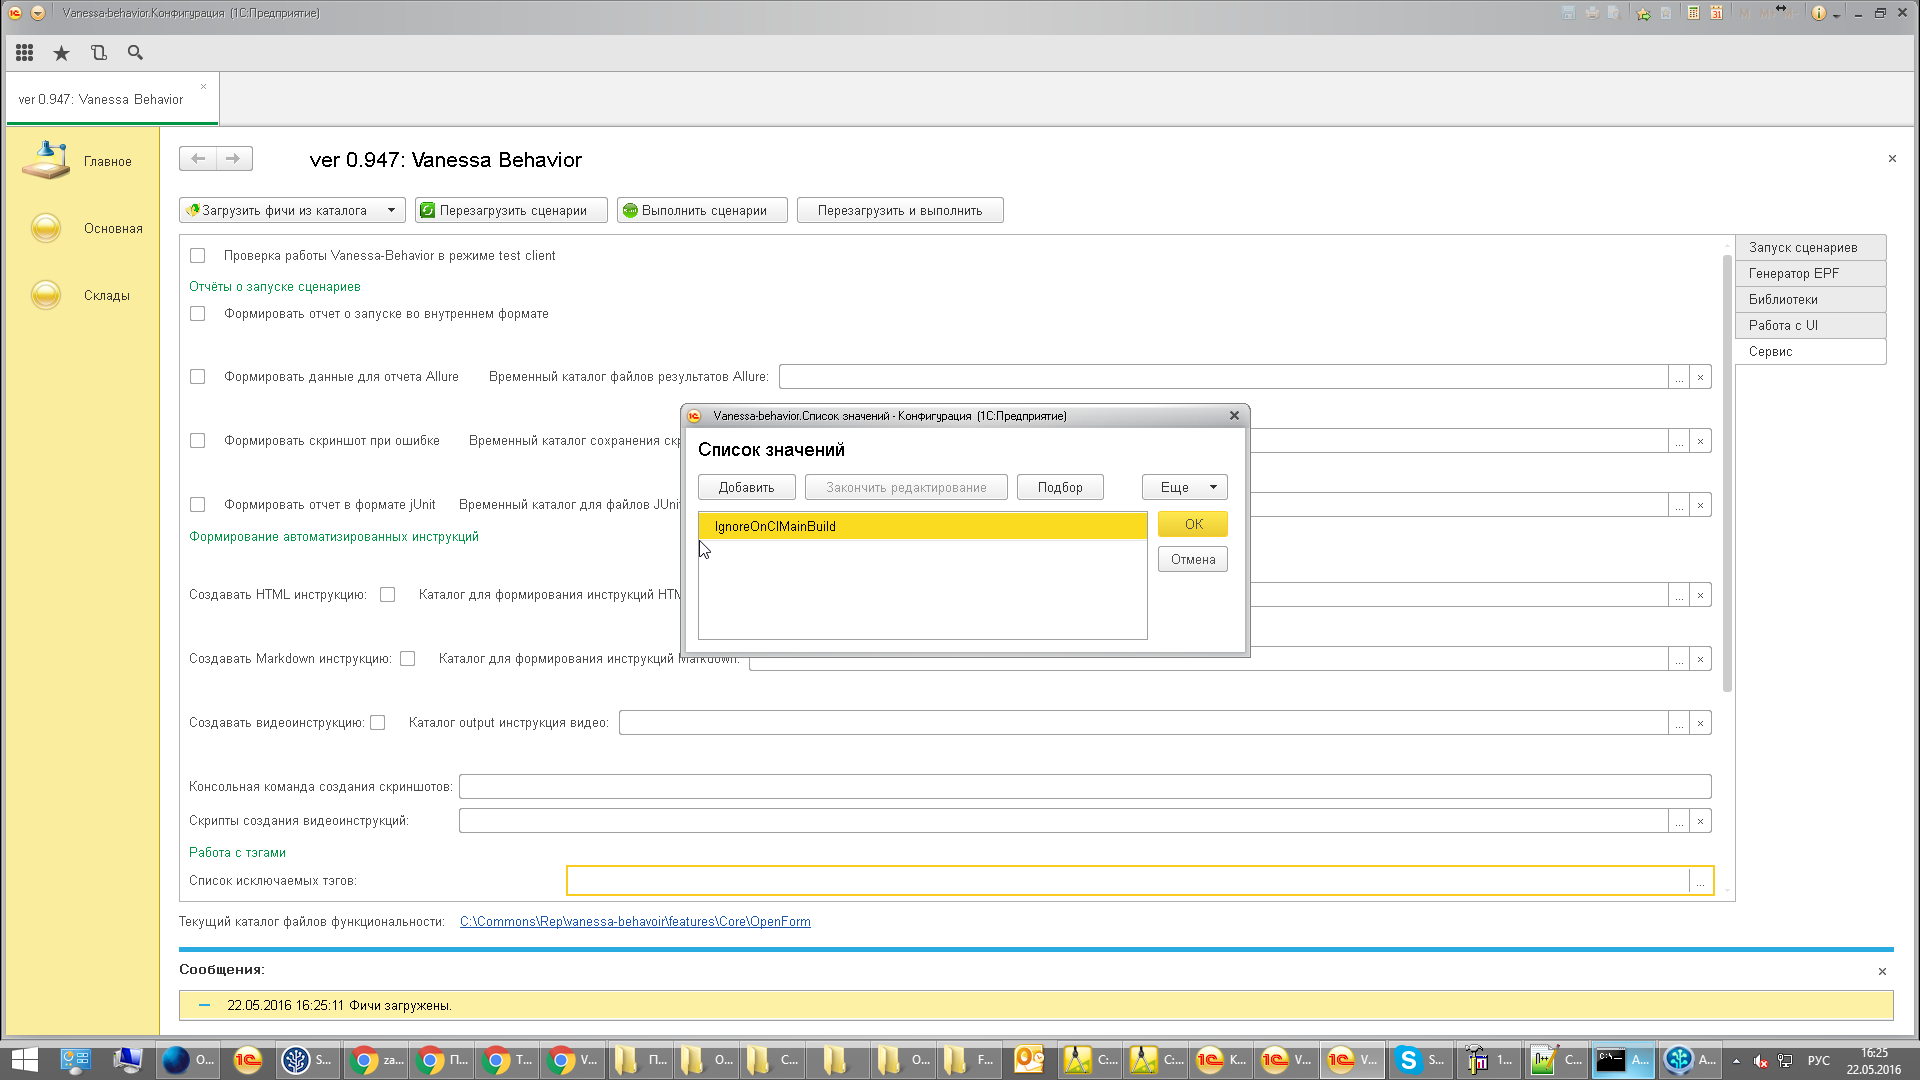 Vanessa-behavior.Конфигурация (1С:Предприятие)
ver 0.947: Vanessa Behavior
Главное
Основная
Склады
ver 0.947: Vanessa Behavior
Загрузить фичи из каталога
Перезагрузить сценарии
Выполнить сценарии
Перезагрузить и выполнить
Проверка работы Vanessa-Behavior в режиме test client
Отчёты о запуске сценариев
Формировать отчет о запуске во внутреннем формате
Формировать данные для отчета Allure
Временный каталог файлов результатов Allure:
Формировать скриншот при ошибке
Временный каталог сохранения скр
Формировать отчет в формате jUnit
Временный каталог для файлов JUni
Формирование автоматизированных инструкций
Создавать HTML инструкцию:
Каталог для формирования инструкций HTM
Создавать Markdown инструкцию:
Каталог для формирования инструкций Markdown:
Создавать видеоинструкцию:
Каталог output инструкция видео:
Консольная команда создания скриншотов:
Скрипты создания видеоинструкций:
Работа с тэгами
Список исключаемых тэгов:
Запуск сценариев
Генератор EPF
Библиотеки
Работа с UI
Сервис
Vanessa-behavior.Список значений - Конфигурация (1С:Предприятие)
Список значений
Добавить
Закончить редактирование
Подбор
Еще
IgnoreOnCIMainBuild
OK
Отмена
Текущий каталог файлов функциональности:
C:\Commons\Rep\vanessa-behavoir\features\Core\OpenForm
Сообщения:
22.05.2016 16:25:11 Фичи загружены.
O...
S...
za...
П...
T...
V...
П...
O...
C...
O...
F...
C:...
C:...
K...
V...
V...
S...
1...
C...
A...
A...
РУС
16:25
22.05.2016